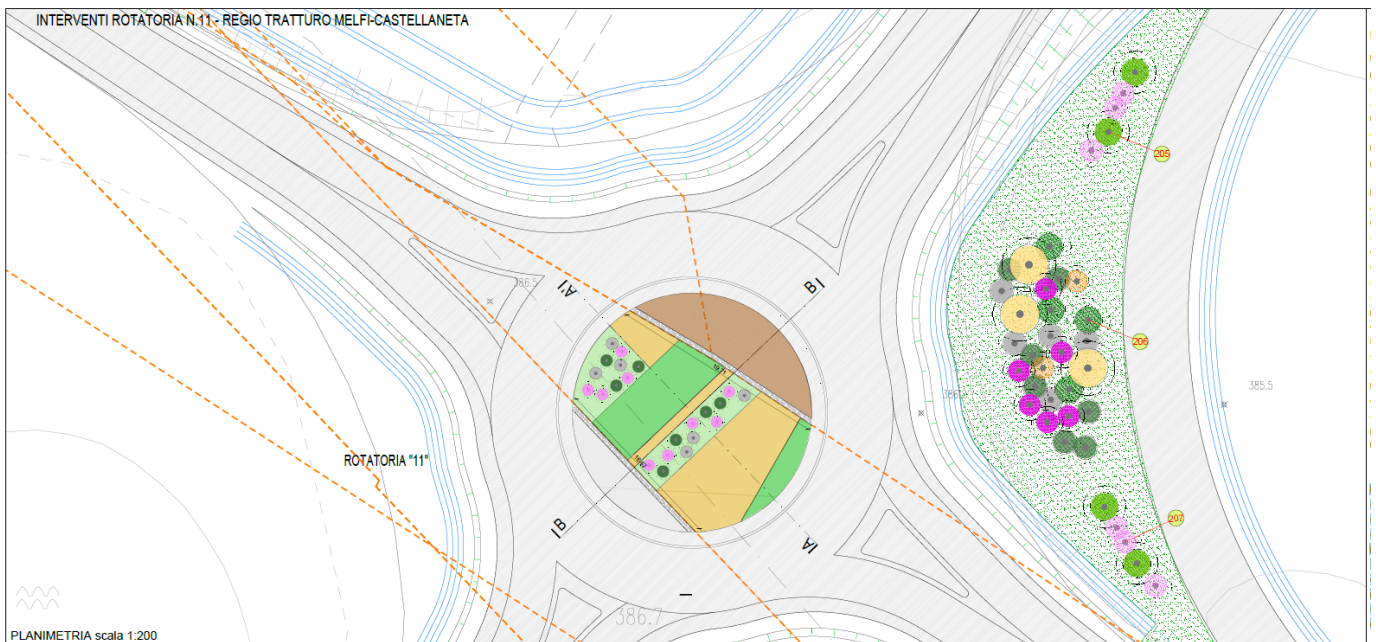 INTERVENTI ROTATORIA N.11 - REGIO TRATTURO MELFI-CASTELLANETA
205
386.5
A|
B|
206
385.5
ROTATORIA "11"
207
|B
|A
386.7
PLANIMETRIA scala 1:200